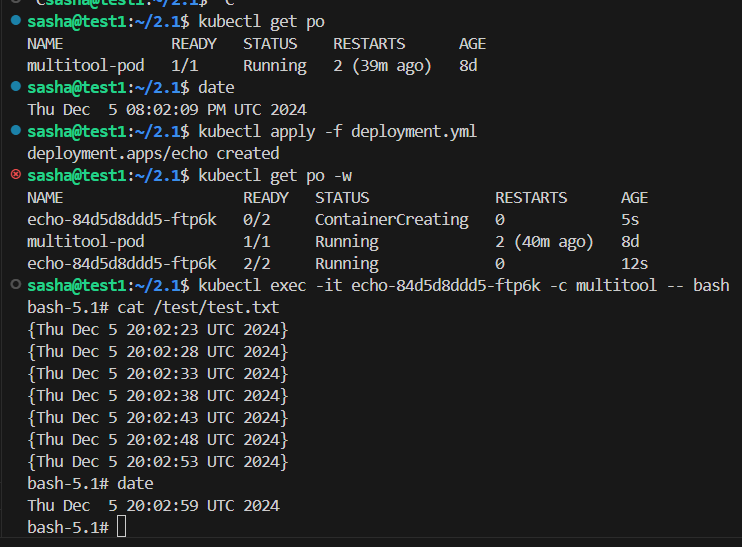 sasha@test1:~/2.1$ ^C
sasha@test1:~/2.1$ kubectl get po
NAME            READY   STATUS    RESTARTS      AGE
multitool-pod   1/1     Running   2 (39m ago)   8d
sasha@test1:~/2.1$ date
Thu Dec  5 08:02:09 PM UTC 2024
sasha@test1:~/2.1$ kubectl apply -f deployment.yml
deployment.apps/echo created
sasha@test1:~/2.1$ kubectl get po -w
NAME                    READY   STATUS              RESTARTS      AGE
echo-84d5d8ddd5-ftp6k   0/2     ContainerCreating   0             5s
multitool-pod           1/1     Running             2 (40m ago)   8d
echo-84d5d8ddd5-ftp6k   2/2     Running             0             12s
sasha@test1:~/2.1$ kubectl exec -it echo-84d5d8ddd5-ftp6k -c multitool -- bash
bash-5.1# cat /test/test.txt
{Thu Dec 5 20:02:23 UTC 2024}
{Thu Dec 5 20:02:28 UTC 2024}
{Thu Dec 5 20:02:33 UTC 2024}
{Thu Dec 5 20:02:38 UTC 2024}
{Thu Dec 5 20:02:43 UTC 2024}
{Thu Dec 5 20:02:48 UTC 2024}
{Thu Dec 5 20:02:53 UTC 2024}
bash-5.1# date
Thu Dec  5 20:02:59 UTC 2024
bash-5.1#